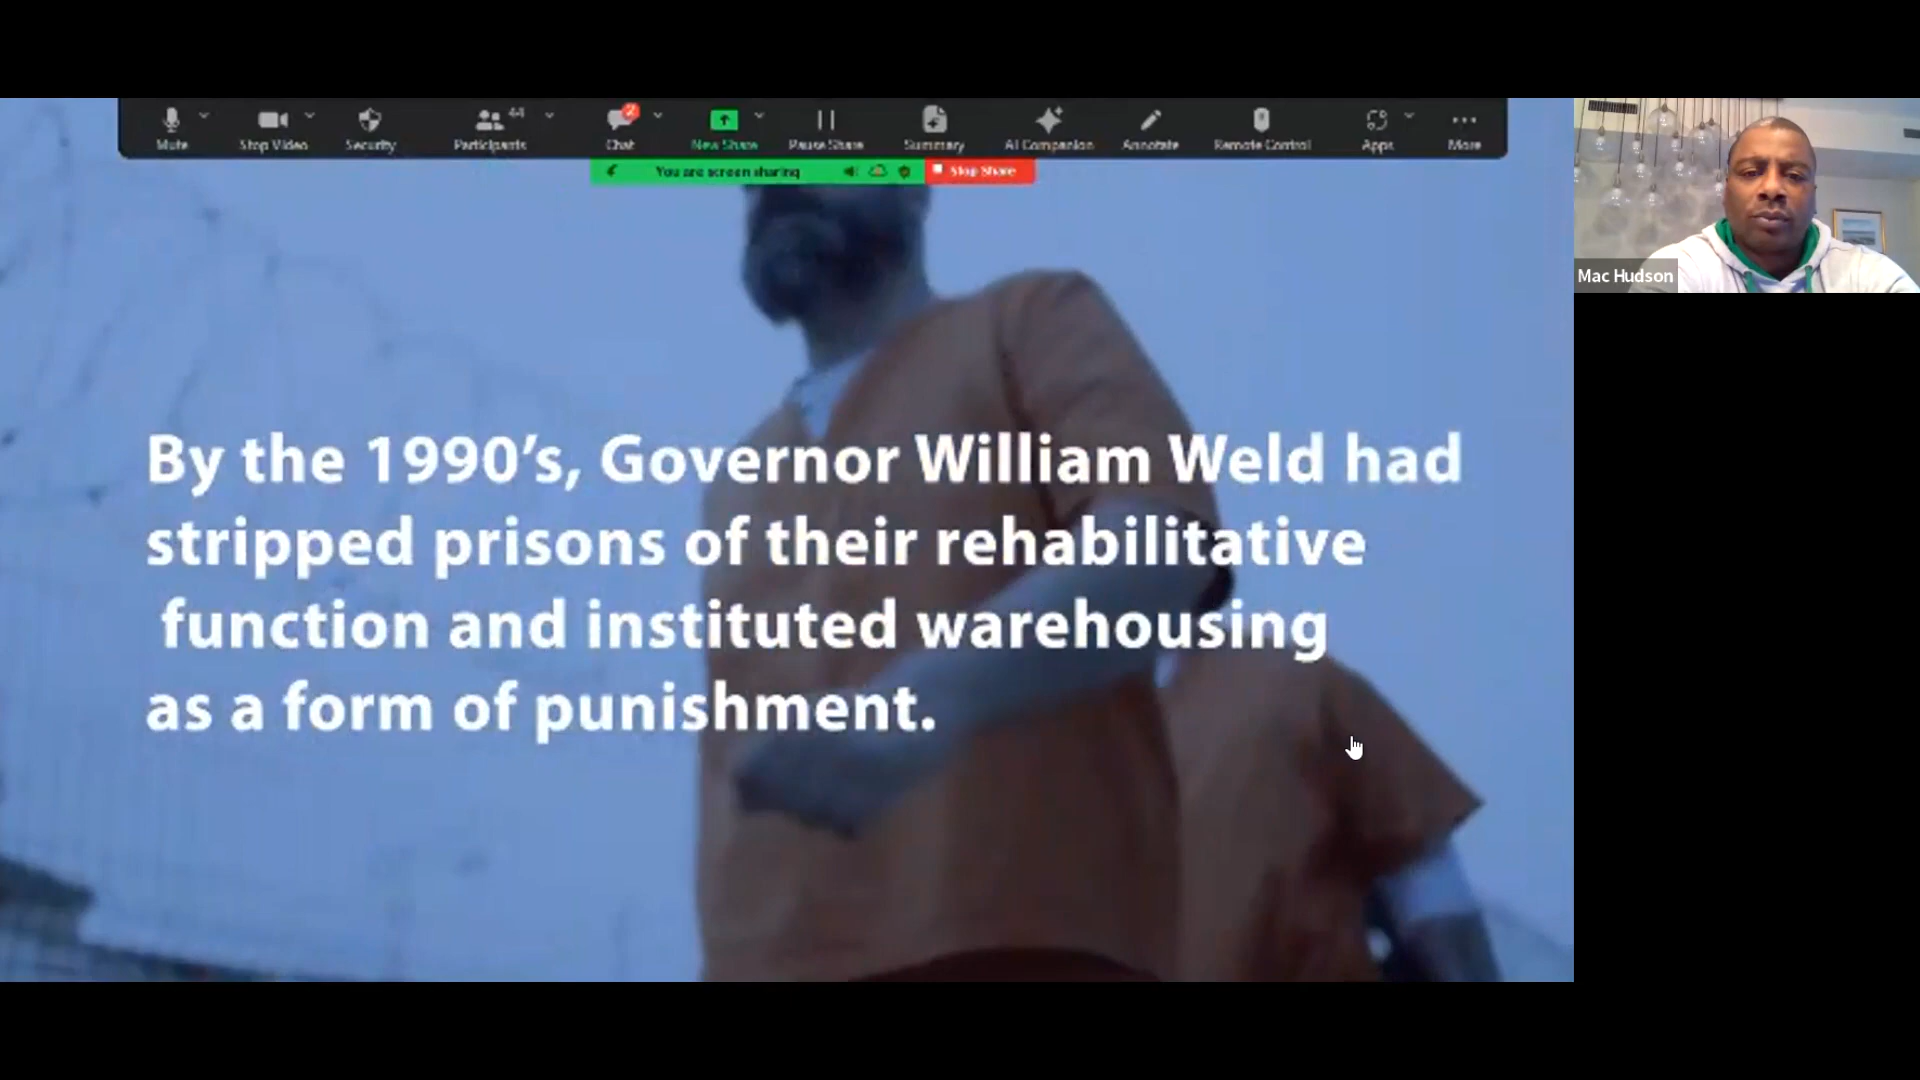 Mute
Stop Video
Security
Participants
44
Chat
2
New Share
Pause Share
Summary
AI Companion
Annotate
Remote Control
Apps
More
You are screen sharing
Stop Share
Mac Hudson
By the 1990’s, Governor William Weld had
stripped prisons of their rehabilitative
function and instituted warehousing
as a form of punishment.